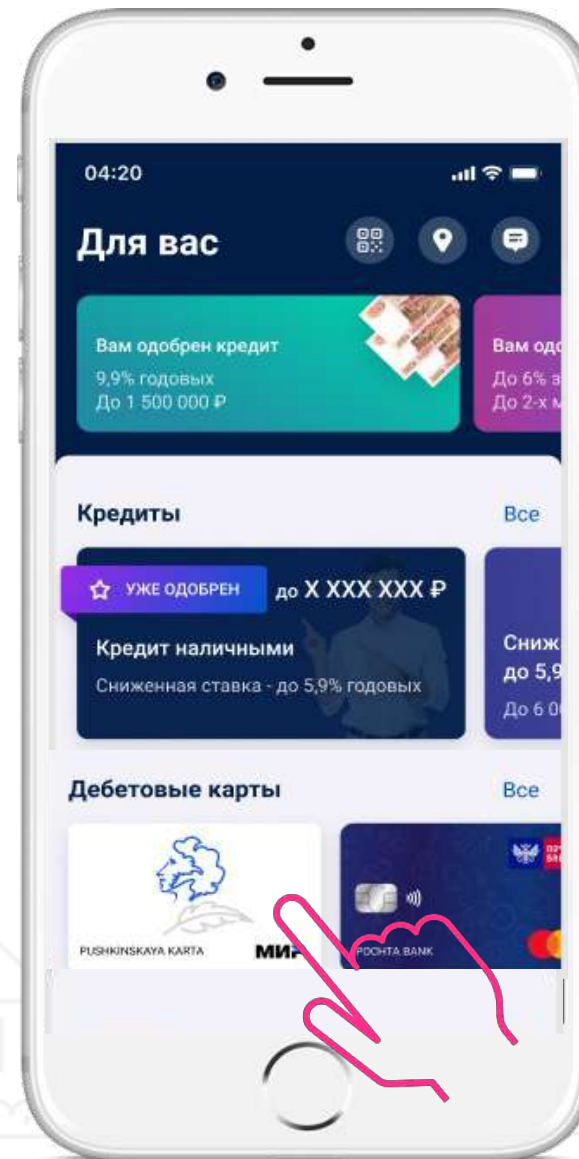 04:20
Для вас
Вам одобрен кредит
9,9% годовых
До 1 500 000 ₽
Вам одо
До 6% з
До 2-х м
Кредиты
Все
УЖЕ ОДОБРЕН
до X XXX XXX ₽
Кредит наличными
Сниженная ставка - до 5,9% годовых
Сниж
до 5,9
До 6 0
Дебетовые карты
Все
PUSHKINSKAYA KARTA
МИР
POCHTA BANK